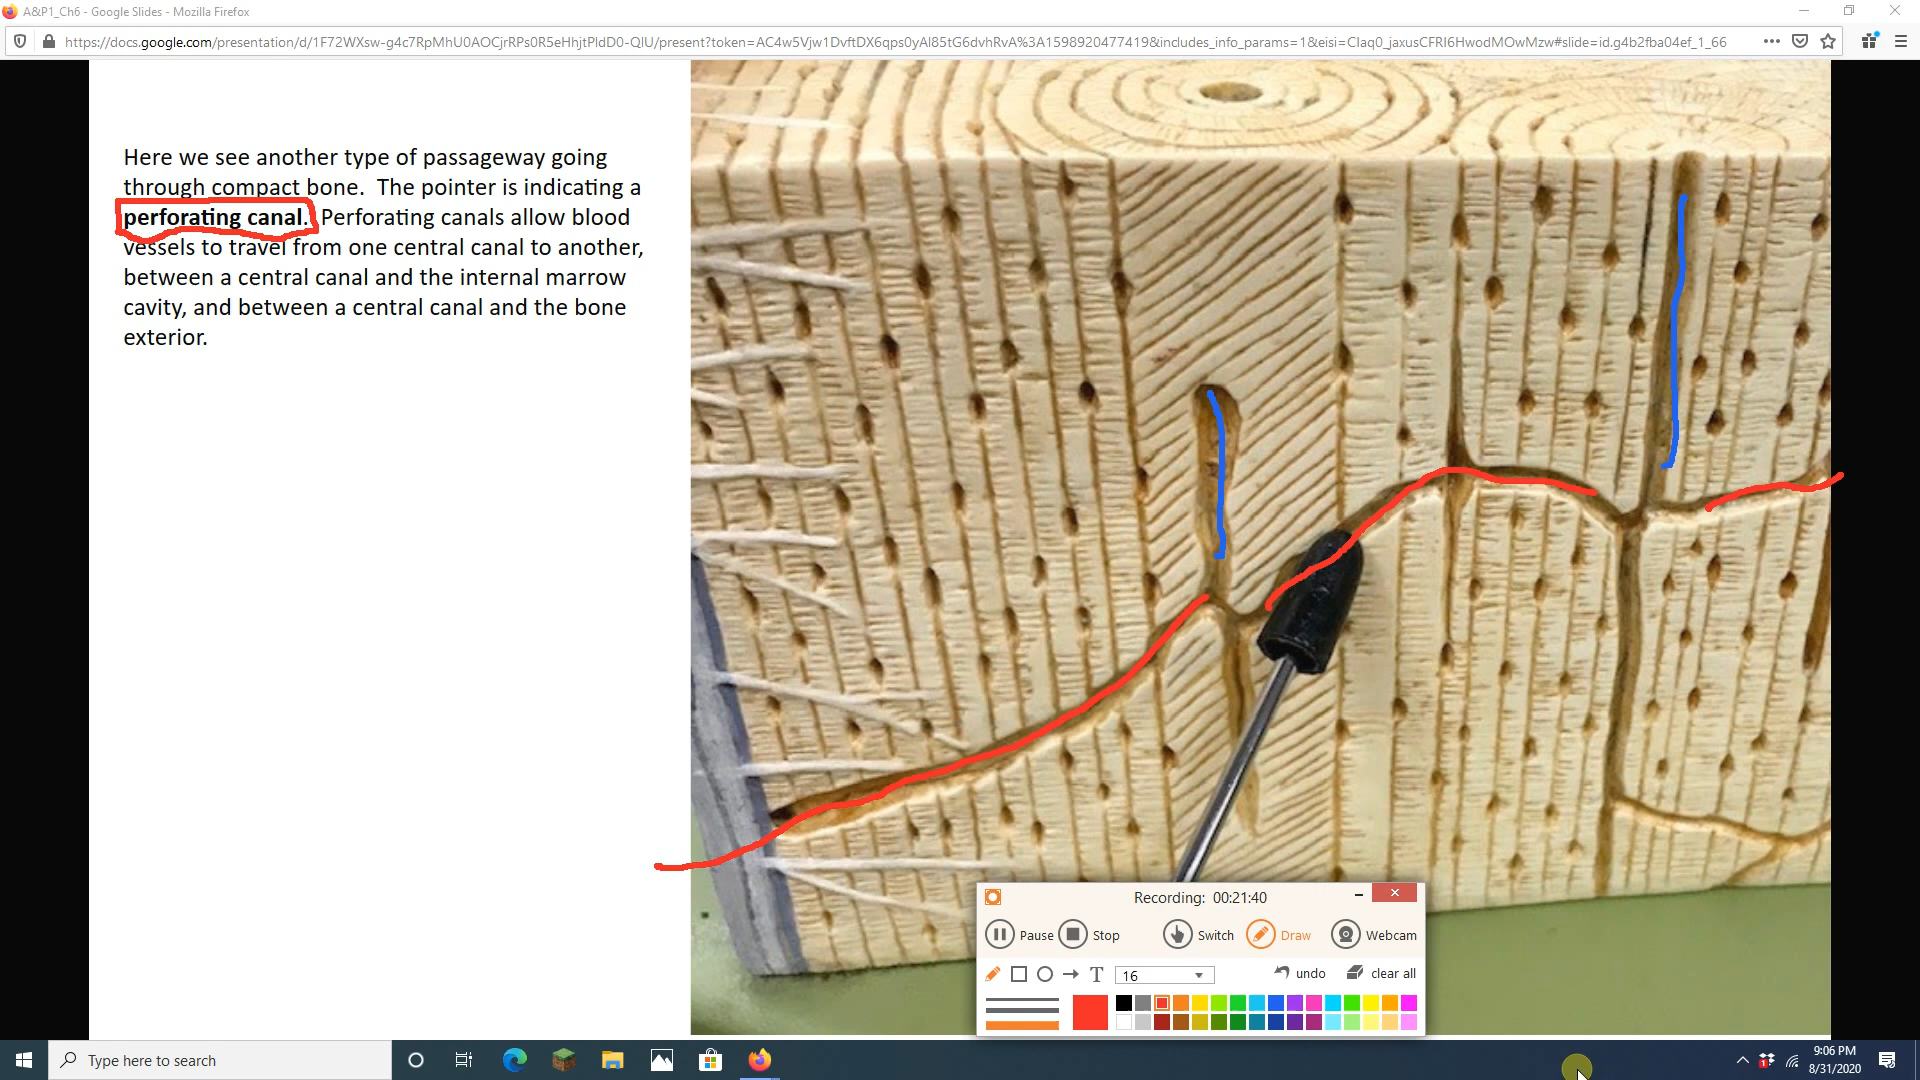 A&P1_Ch6 - Google Slides - Mozilla Firefox
https://docs.google.com/presentation/d/1F72WXsw-g4c7RpMhU0AOCjrRPs0R5eHhjtPldD0-QlU/present?token=AC4w5Vjw1DvftDX6qps0yAl85tG6dvhRvA%3A1598920477419&includes_info_params=1&eisi=CIaq0_jaxusCFRI6HwodMOwMzw#slide=id.g4b2fba04ef_1_66
Here we see another type of passageway going
through compact bone. The pointer is indicating a
perforating canal. Perforating canals allow blood
vessels to travel from one central canal to another,
between a central canal and the internal marrow
cavity, and between a central canal and the bone
exterior.
Recording: 00:21:40
Pause Stop Switch Draw Webcam
T 16 undo clear all
Type here to search
9:06 PM
8/31/2020